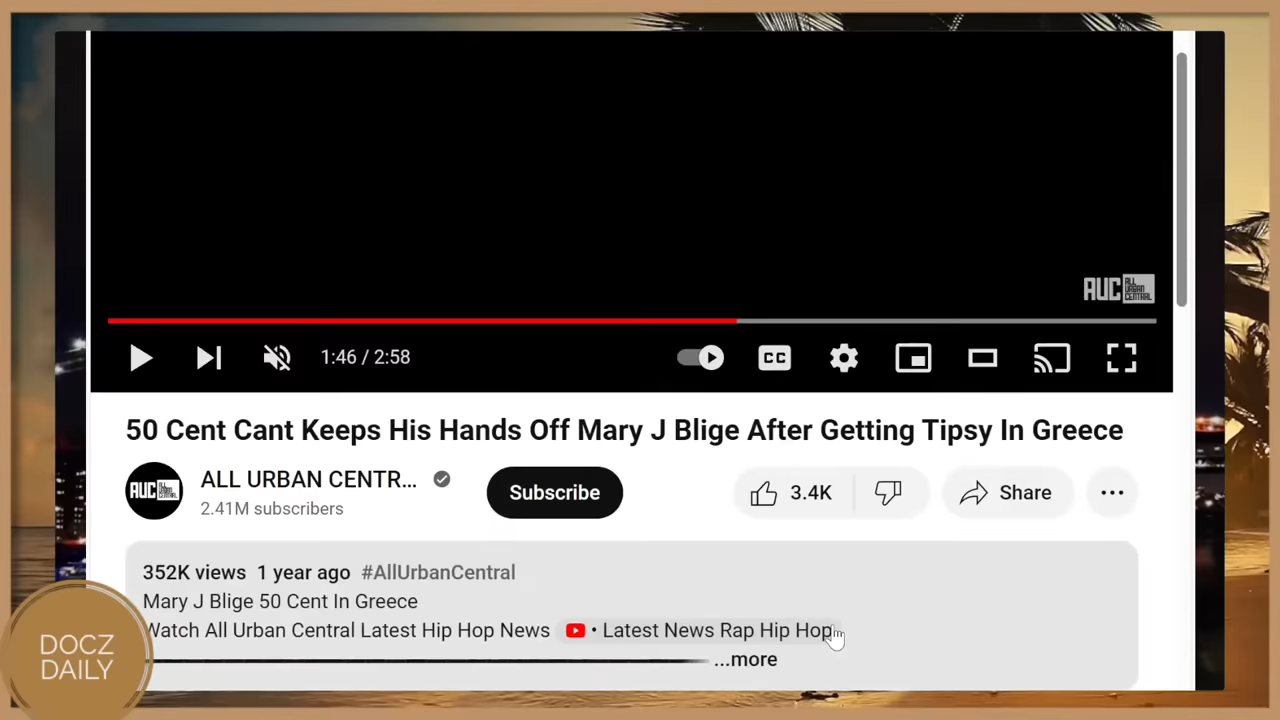 AUC ALL URBAN CENTRAL
1:46 / 2:58
CC
50 Cent Cant Keeps His Hands Off Mary J Blige After Getting Tipsy In Greece
AUC
ALL URBAN CENTR...
2.41M subscribers
Subscribe
3.4K
Share
352K views 1 year ago #AllUrbanCentral
Mary J Blige 50 Cent In Greece
Watch All Urban Central Latest Hip Hop News • Latest News Rap Hip Hop
...more
DOCZ
DAILY